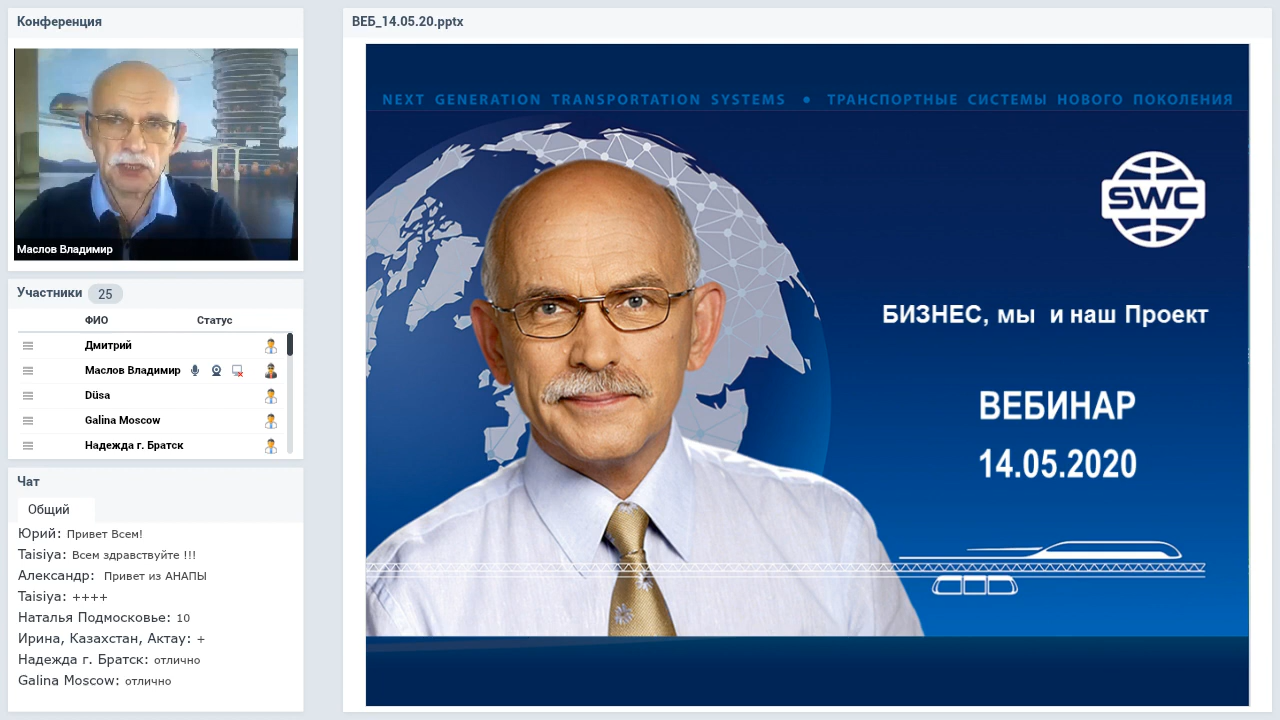 Конференция
Маслов Владимир
Участники 25
ФИО Статус
Дмитрий
Маслов Владимир
Düsa
Galina Moscow
Надежда г. Братск
Чат
Общий
Юрий: Привет Всем!
Taisiya: Всем здравствуйте !!!
Александр: Привет из АНАПЫ
Taisiya: ++++
Наталья Подмосковье: 10
Ирина, Казахстан, Актау: +
Надежда г. Братск: отлично
Galina Moscow: отлично
ВЕБ_14.05.20.pptx
NEXT GENERATION TRANSPORTATION SYSTEMS • ТРАНСПОРТНЫЕ СИСТЕМЫ НОВОГО ПОКОЛЕНИЯ
SWC
БИЗНЕС, мы и наш Проект
ВЕБИНАР
14.05.2020